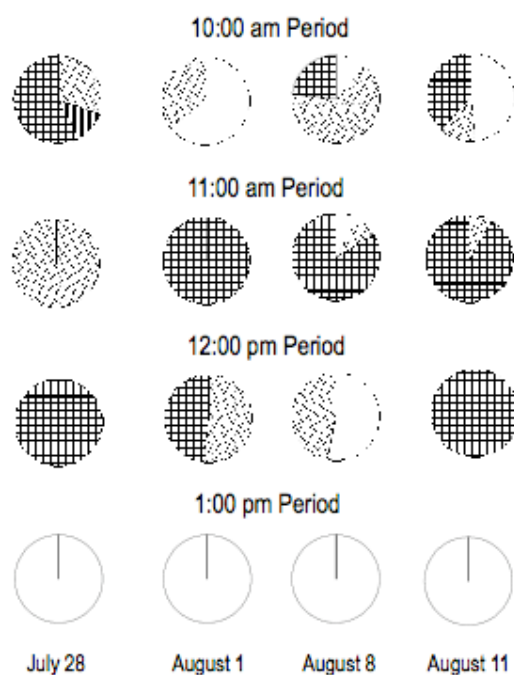 10:00 am Period
11:00 am Period
12:00 pm Period
1:00 pm Period
July 28 August 1 August 8 August 11